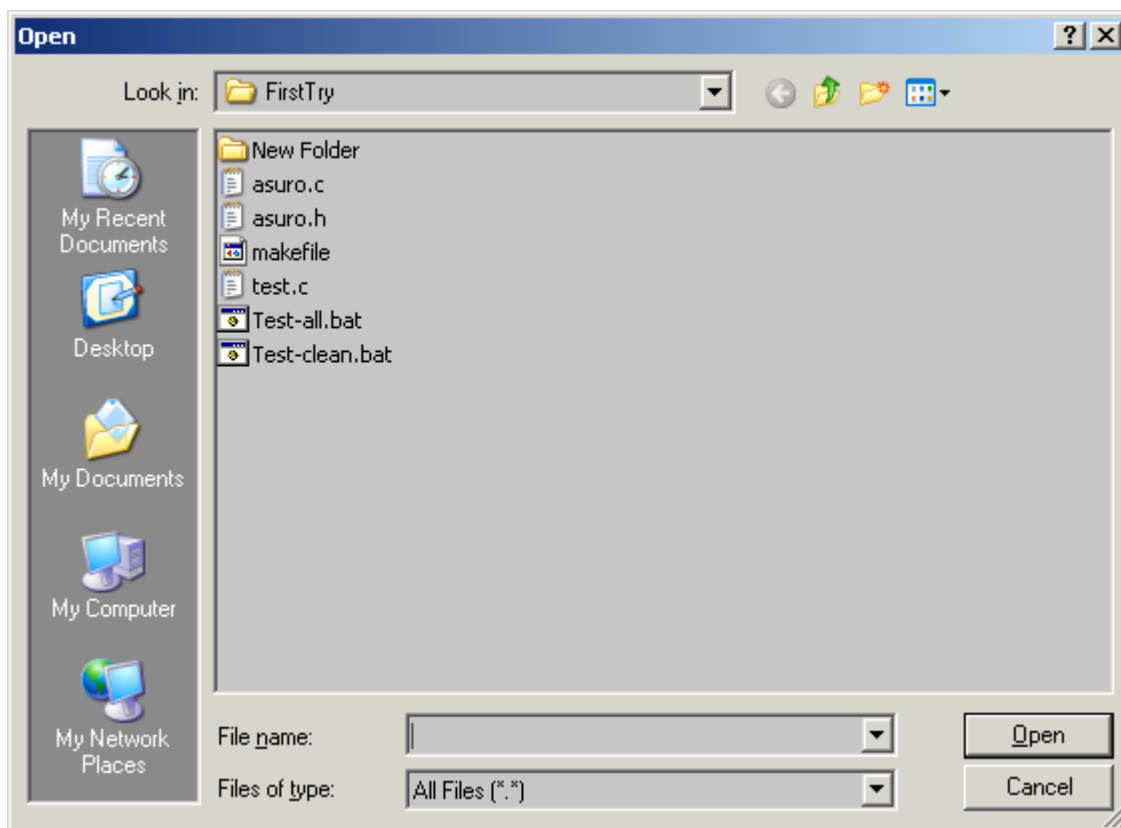 Open
Look in:
FirstTry
My Recent
Documents
Desktop
My Documents
My Computer
My Network
Places
New Folder
asuro.c
asuro.h
makefile
test.c
Test-all.bat
Test-clean.bat
File name:
Open
Files of type:
All Files (*.*)
Cancel